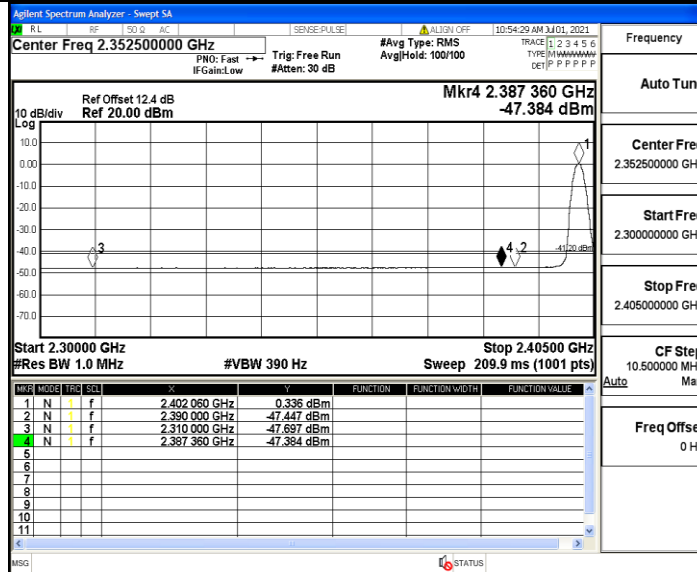 Agilent Spectrum Analyzer - Swept SA
RL RF 50 Ω AC SENSE:PULSE ALIGN OFF 10:54:29 AM Jul 01, 2021
Center Freq 2.352500000 GHz
PNO: Fast
IFGain:Low
Trig: Free Run
#Atten: 30 dB
#Avg Type: RMS
Avg|Hold: 100/100
TRACE 1 2 3 4 5 6
TYPE MWWWWW
DET P P P P P P
Ref Offset 12.4 dB
10 dB/div Ref 20.00 dBm
Log
Mkr4 2.387 360 GHz
-47.384 dBm
10.0
0.00
-10.0
-20.0
-30.0
-40.0
-50.0
-60.0
-70.0
1
3
4 2
-41.20 dBm
Start 2.30000 GHz Stop 2.40500 GHz
#Res BW 1.0 MHz #VBW 390 Hz Sweep 209.9 ms (1001 pts)
MKR MODE TRC SCL X Y FUNCTION FUNCTION WIDTH FUNCTION VALUE
1 N 1 f 2.402 060 GHz 0.336 dBm
2 N 1 f 2.390 000 GHz -47.447 dBm
3 N 1 f 2.310 000 GHz -47.697 dBm
4 N 1 f 2.387 360 GHz -47.384 dBm
5
6
7
8
9
10
11
MSG STATUS
Frequency
Auto Tun
Center Fre
2.352500000 GH
Start Fre
2.300000000 GH
Stop Fre
2.405000000 GH
CF Step
10.500000 MH
Auto Ma
Freq Offse
0 H